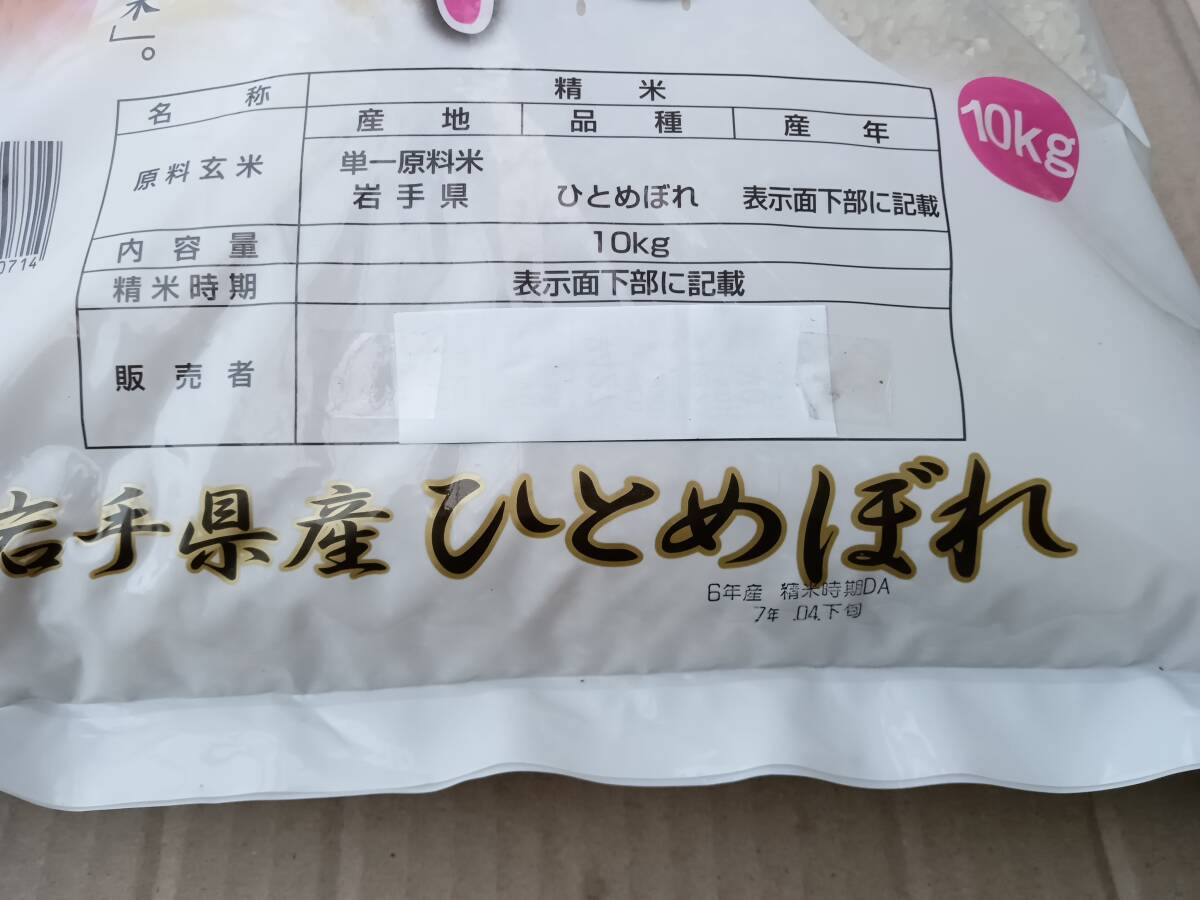 米」。
名称 精米
産地 品種 産年
原料玄米 単一原料米
岩手県 ひとめぼれ 表示面下部に記載
内容量 10kg
精米時期 表示面下部に記載
販売者
10kg
0714
岩手県産ひとめぼれ
6年産 精米時期DA
7年 .04.下旬